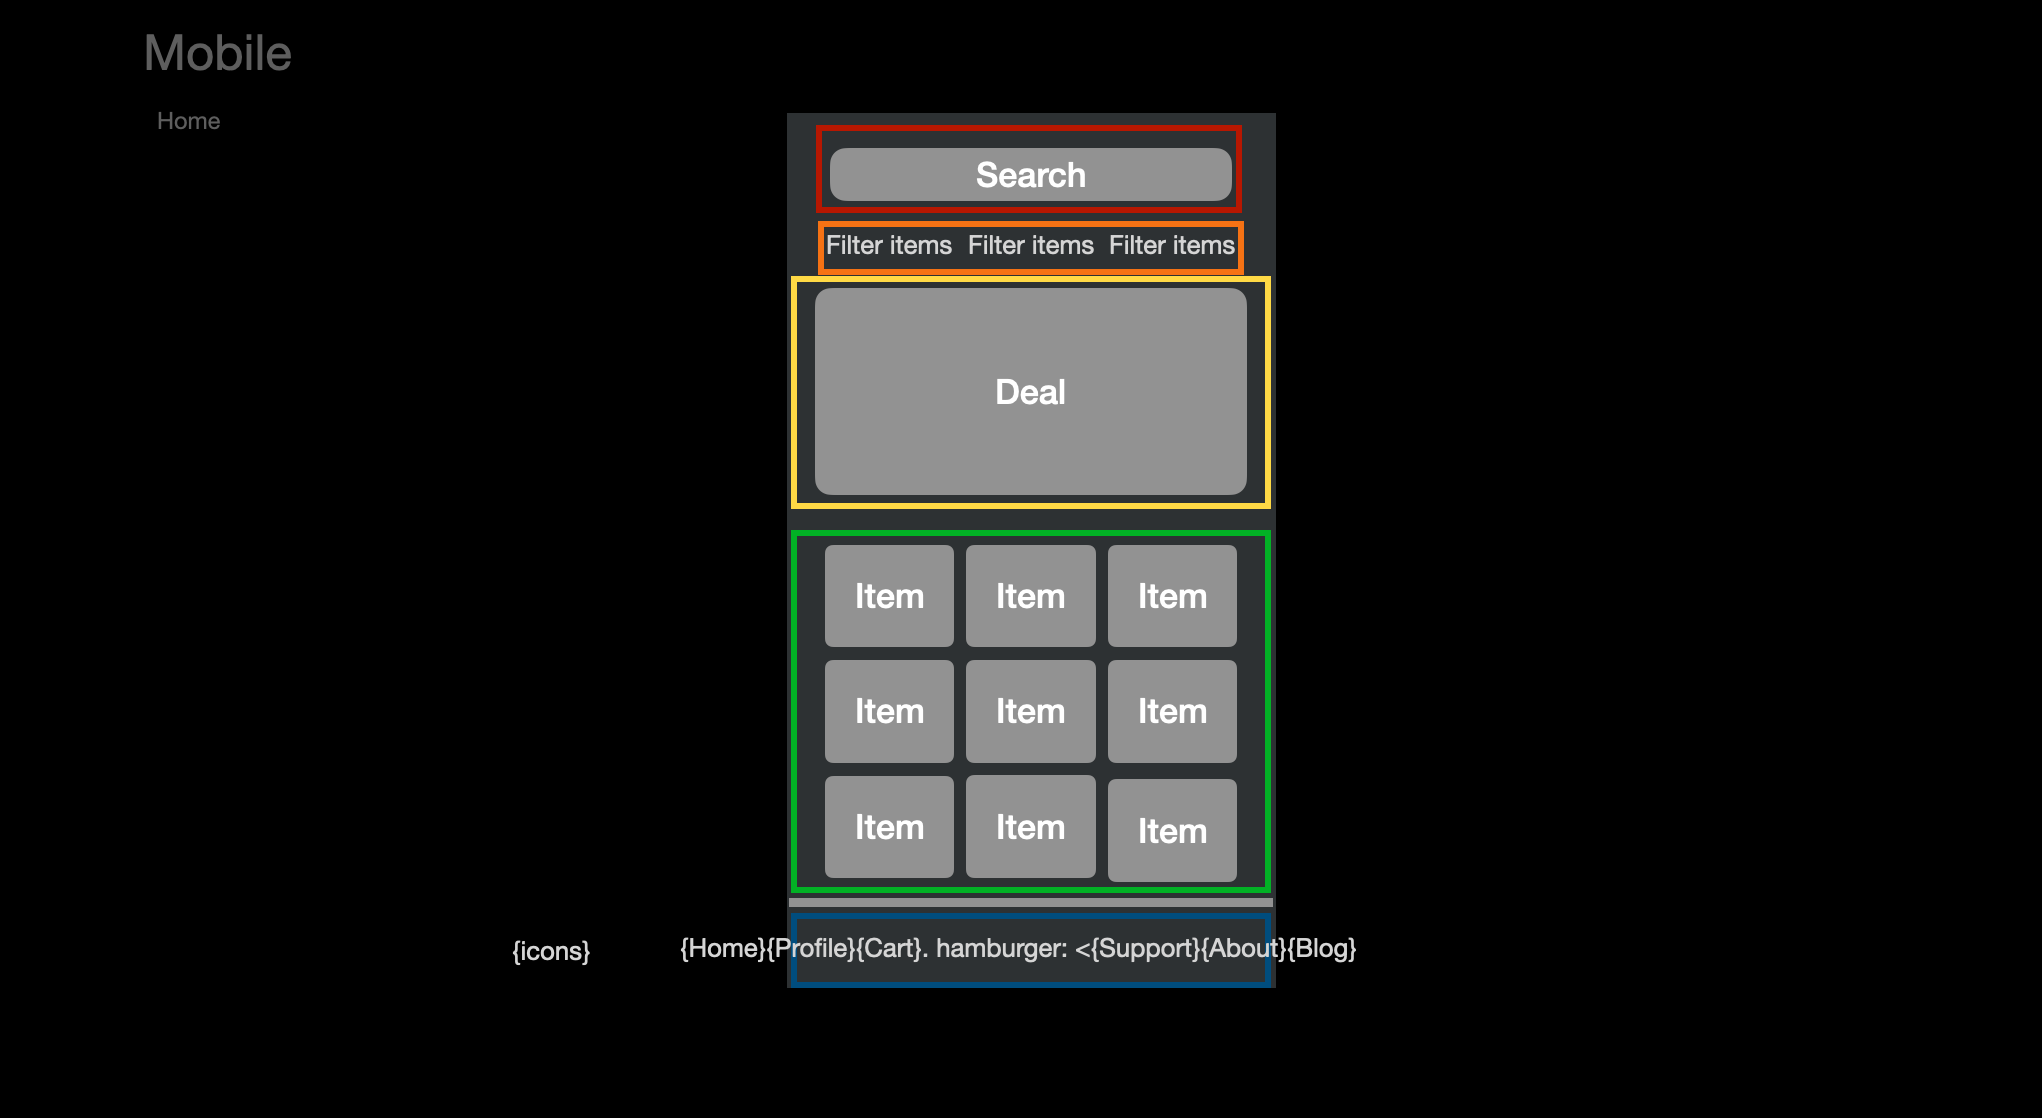 Mobile
Home
Search
Filter items Filter items Filter items
Deal
Item Item Item
Item Item Item
Item Item Item
{icons} {Home}{Profile}{Cart}. hamburger: <{Support}{About}{Blog}